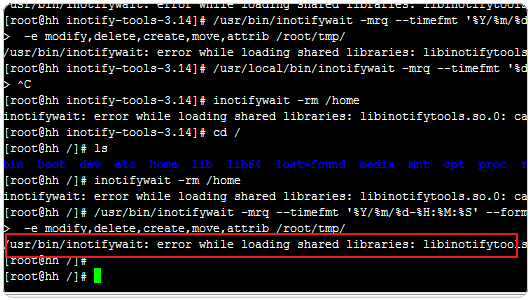 /usr/bin/inotifywait: error while loading shared libraries: libinotifytools
[root@hh inotify-tools-3.14]# /usr/bin/inotifywait -mrq --timefmt '%Y/%m/%d
>  -e modify,delete,create,move,attrib /root/tmp/
/usr/bin/inotifywait: error while loading shared libraries: libinotifytools
[root@hh inotify-tools-3.14]# /usr/local/bin/inotifywait -mrq --timefmt '%d
> ^C
[root@hh inotify-tools-3.14]# inotifywait -rm /home
inotifywait: error while loading shared libraries: libinotifytools.so.0: ca
[root@hh inotify-tools-3.14]# cd /
[root@hh /]# ls
bin boot dev etc home lib lib64 lost+found media mnt opt proc r
[root@hh /]# inotifywait -rm /home
inotifywait: error while loading shared libraries: libinotifytools.so.0: ca
[root@hh /]# /usr/bin/inotifywait -mrq --timefmt '%Y/%m/%d-%H:%M:%S' --form
>  -e modify,delete,create,move,attrib /root/tmp/
/usr/bin/inotifywait: error while loading shared libraries: libinotifytools
[root@hh /]#
[root@hh /]#